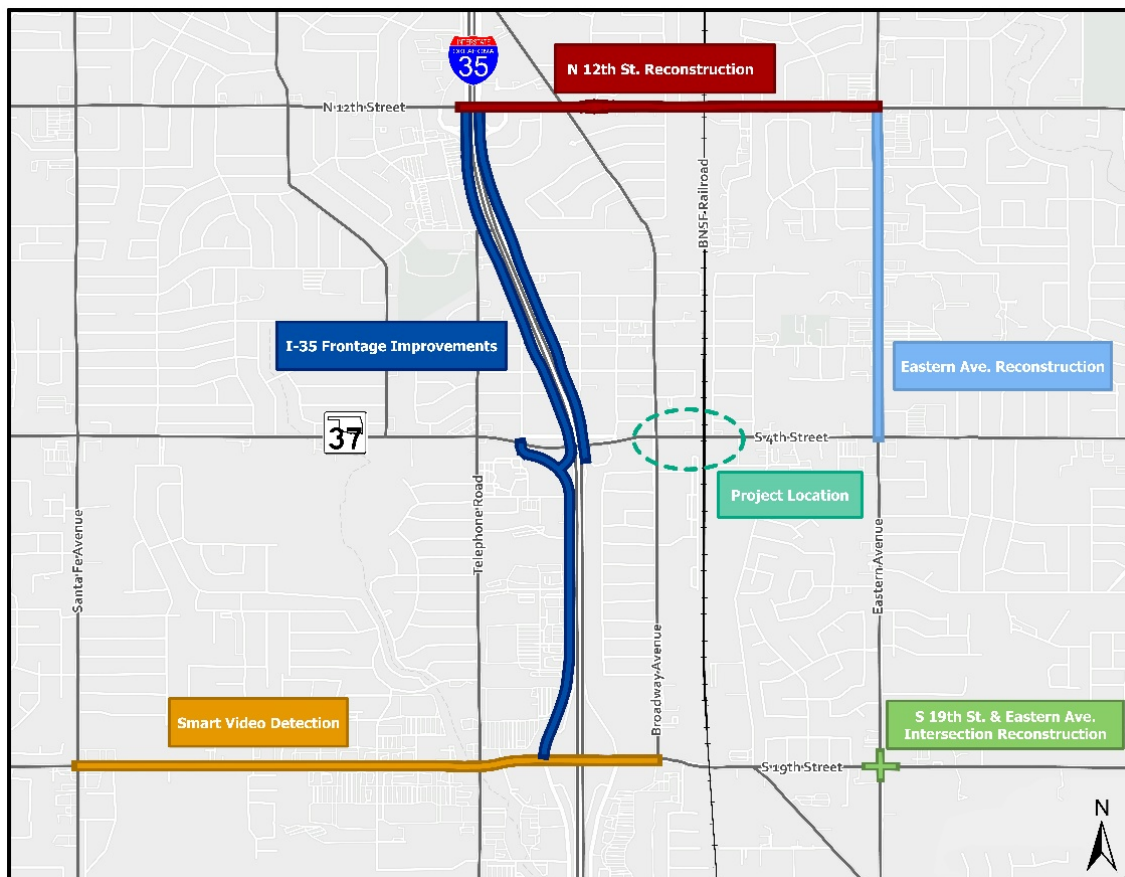 INTERSTATE
OKLAHOMA
35
N 12th St. Reconstruction
N 12th Street
BNSF Railroad
I-35 Frontage Improvements
Eastern Ave. Reconstruction
37
S 4th Street
Project Location
Santa Fe Avenue
Telephone Road
Eastern Avenue
Broadway Avenue
Smart Video Detection
S 19th St. & Eastern Ave.
Intersection Reconstruction
S 19th Street
N